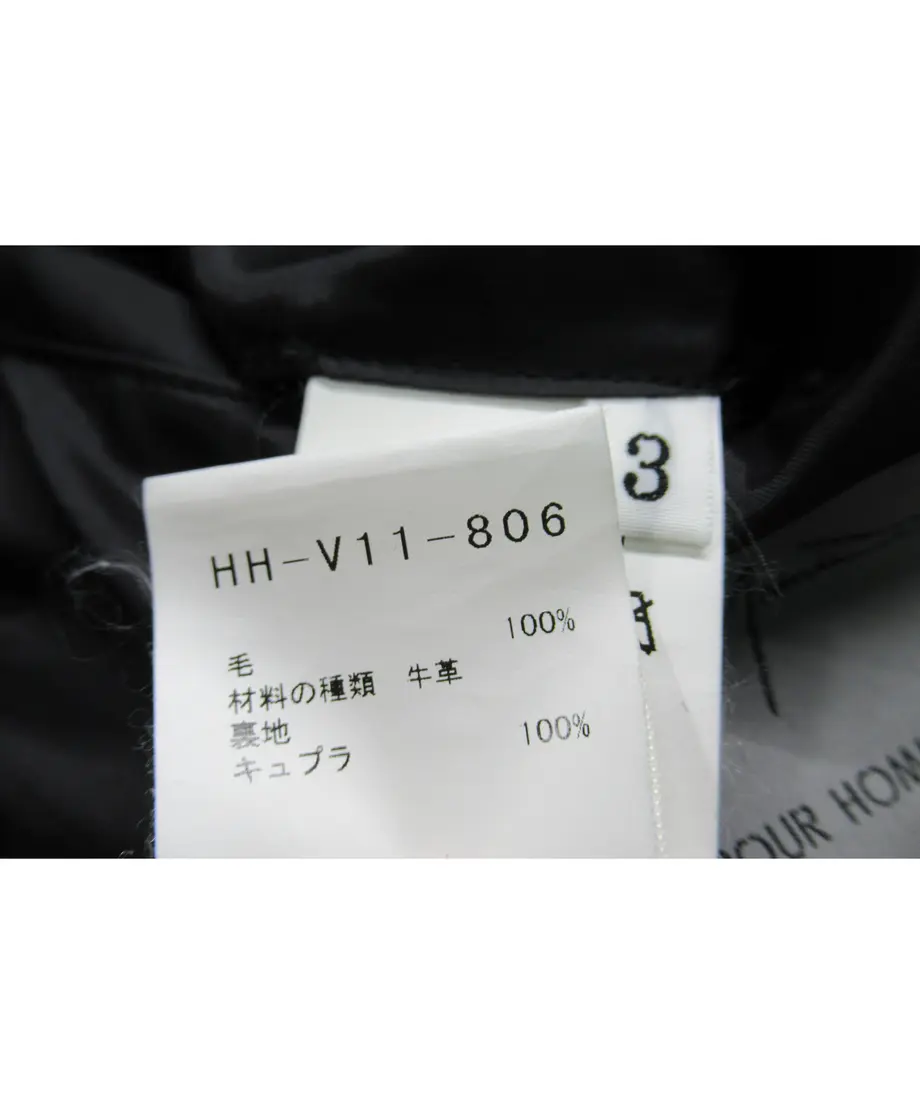 3
HH-V11-806
100%
毛
材料の種類 牛革
裏地
キュプラ 100%
POUR HOM